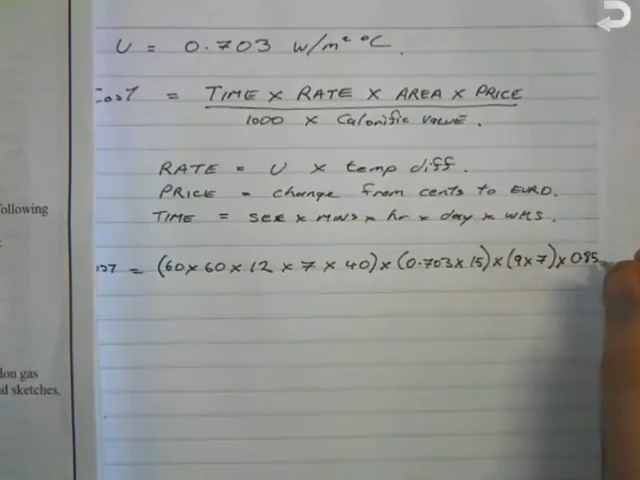 U = 0.703 W/m² °C.
Cost = TIME × RATE × AREA × PRICE
1000 × Calorific VALUE.
RATE = U × temp diff.
PRICE = change from cents to EURO.
TIME = sec × MINS × hr × day × WKS.
= (60 × 60 × 12 × 7 × 40) × (0.703 × 15) × (9 × 7) × 0.85
ollowing
don gas
d sketches,